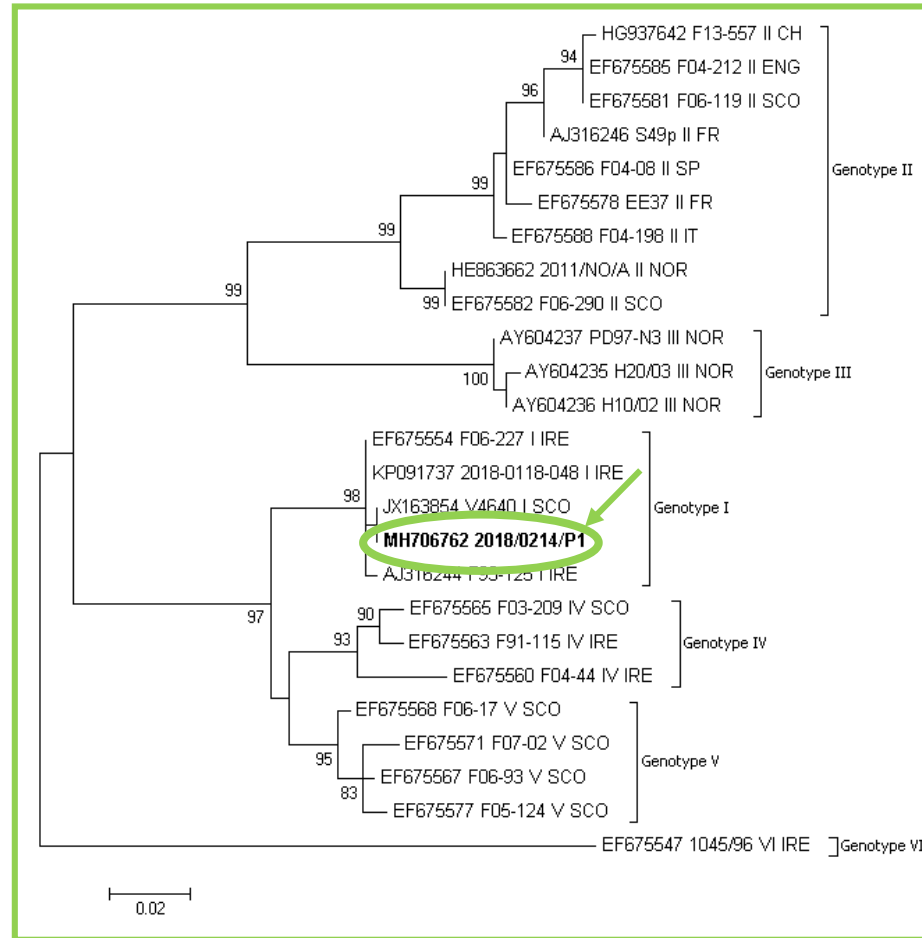 HG937642 F13-557 II CH
94
EF675585 F04-212 II ENG
96
EF675581 F06-119 II SCO
AJ316246 S49p II FR
EF675586 F04-08 II SP
Genotype II
99
EF675578 EE37 II FR
99
EF675588 F04-198 II IT
HE863662 2011/NO/A II NOR
99
99
EF675582 F06-290 II SCO
AY604237 PD97-N3 III NOR
AY604235 H20/03 III NOR
Genotype III
100
AY604236 H10/02 III NOR
EF675554 F06-227 I IRE
KP091737 2018-0118-048 I IRE
98
JX163854 V4640 I SCO
Genotype I
MH706762 2018/0214/P1
AJ316244 F93-125 I IRE
97
90
EF675565 F03-209 IV SCO
93
EF675563 F91-115 IV IRE
Genotype IV
EF675560 F04-44 IV IRE
EF675568 F06-17 V SCO
EF675571 F07-02 V SCO
95
Genotype V
EF675567 F06-93 V SCO
83
EF675577 F05-124 V SCO
EF675547 1045/96 VI IRE
Genotype VI
0.02